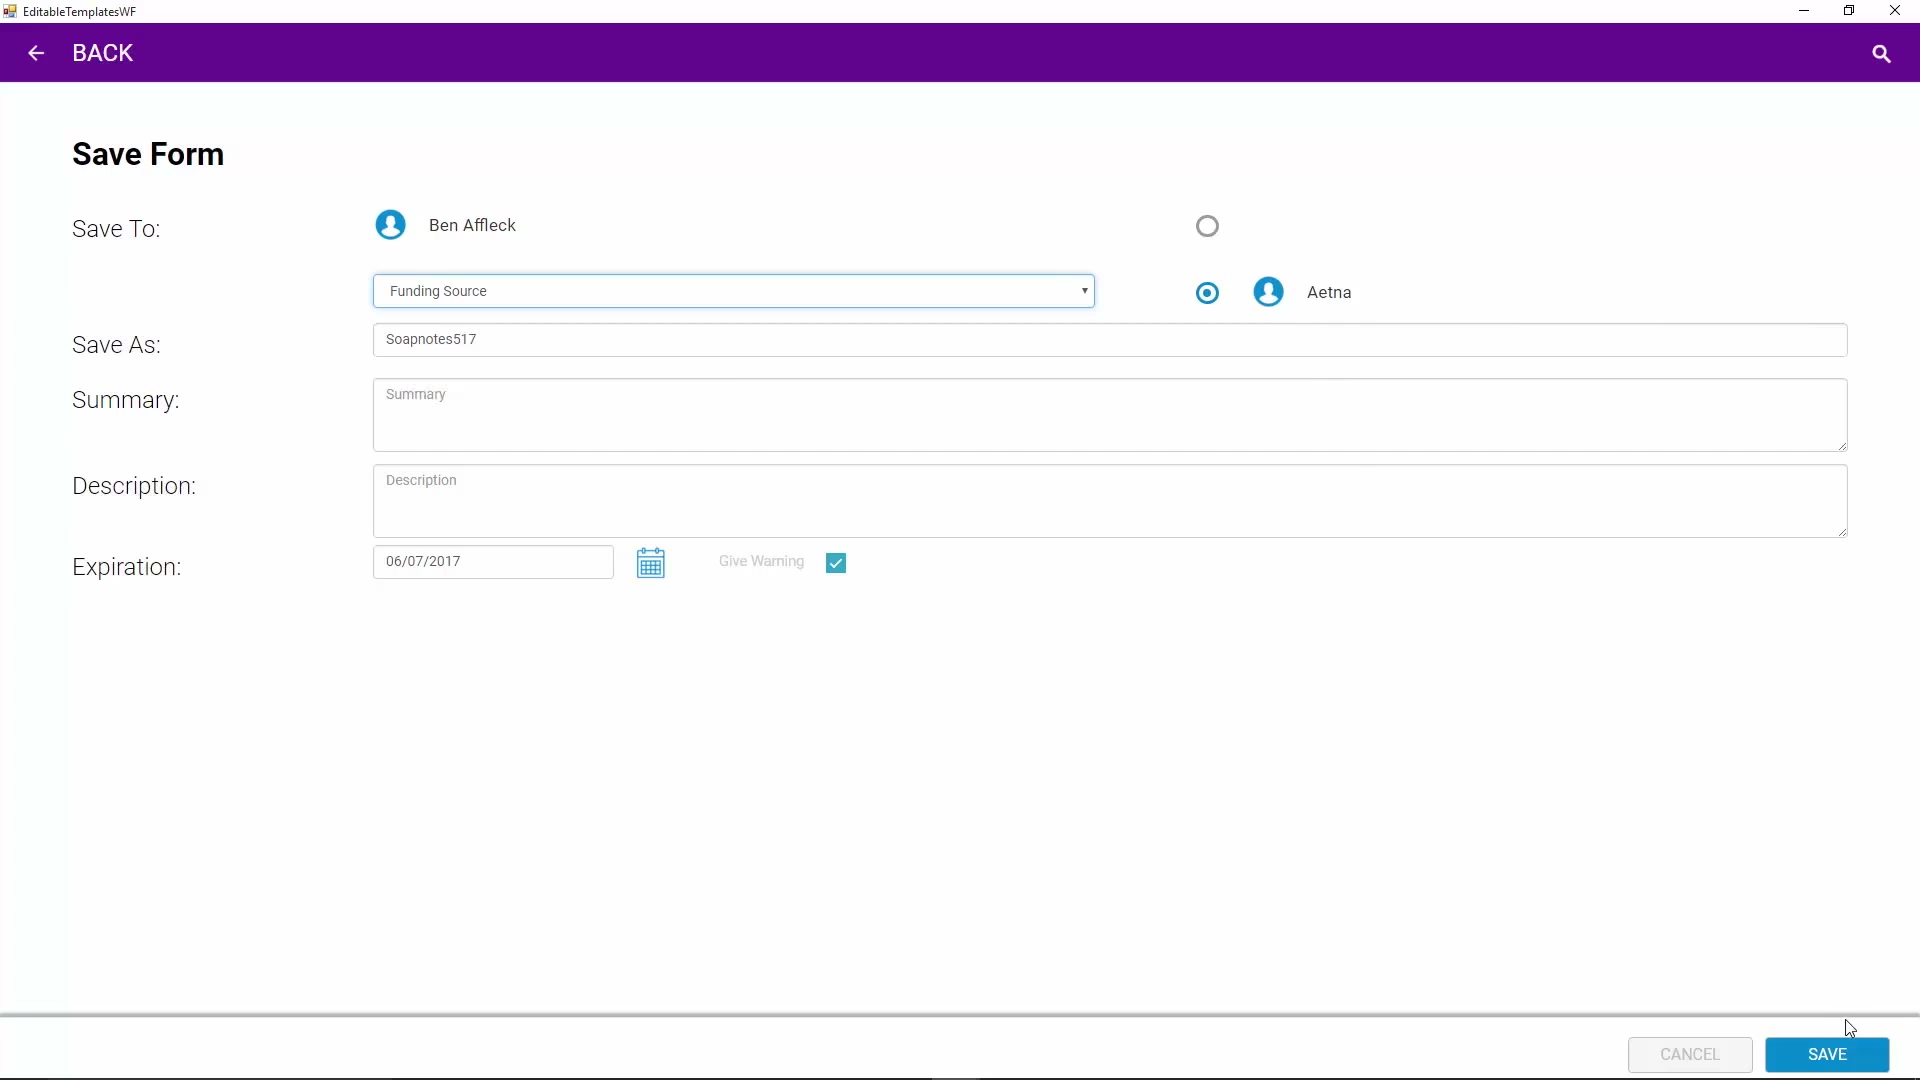 EditableTemplatesWF
BACK
Save Form
Save To:
Ben Affleck
Funding Source
Aetna
Save As:
Soapnotes517
Summary:
Summary
Description:
Description
Expiration:
06/07/2017
Give Warning
CANCEL
SAVE